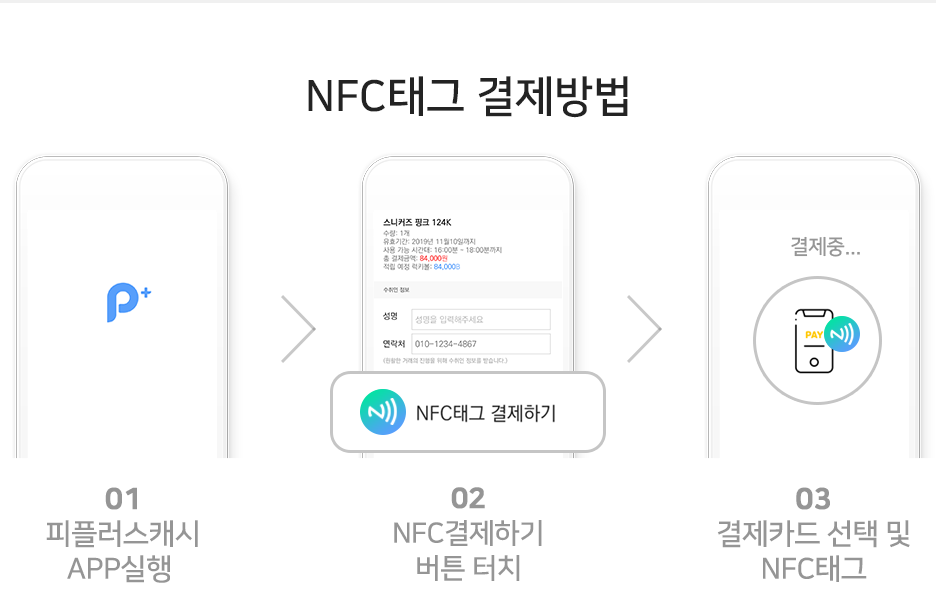 NFC태그 결제방법
P+
스니커즈 핑크 124K
수량: 1개
유효기간: 2019년 11월10일까지
사용 가능 시간대: 16:00분 - 18:00분까지
총 결제금액: 84,000원
적립 예정 럭키볼: 84,000B
수취인 정보
성명
성명을 입력해주세요
연락처
010-1234-4867
(원활한 거래의 진행을 위해 수취인 정보를 받습니다.)
NFC태그 결제하기
결제중...
PAY
01
피플러스캐시
APP실행
02
NFC결제하기
버튼 터치
03
결제카드 선택 및
NFC태그